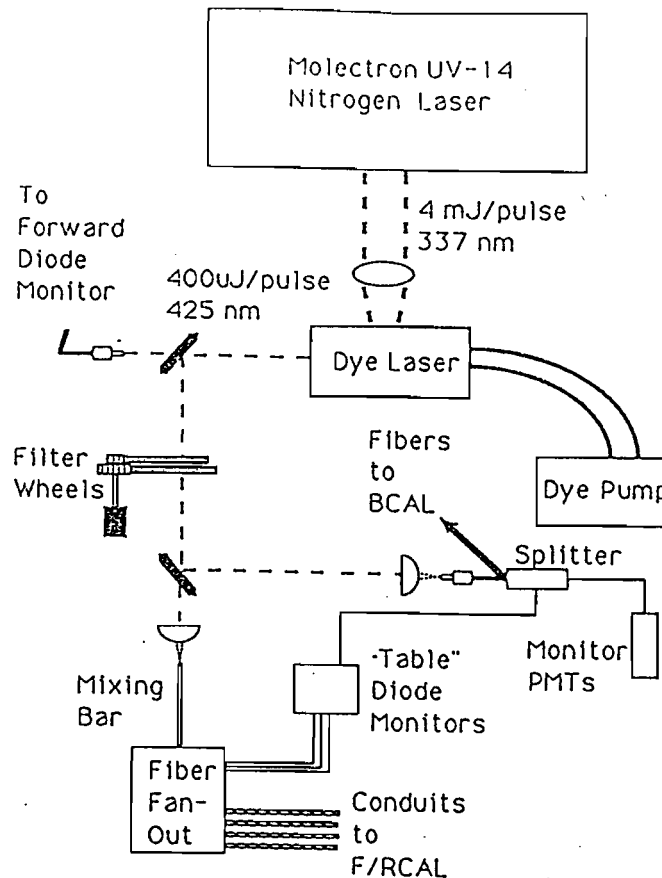 Molectron UV-14
Nitrogen Laser
To
Forward
Diode
Monitor
4 mJ/pulse
337 nm
400uJ/pulse
425 nm
Dye Laser
Filter
Wheels
Fibers
to
BCAL
Dye Pump
Splitter
Monitor
PMTs
-Table"
Diode
Monitors
Mixing
Bar
Fiber
Fan-
Out
Conduits
to
F/RCAL